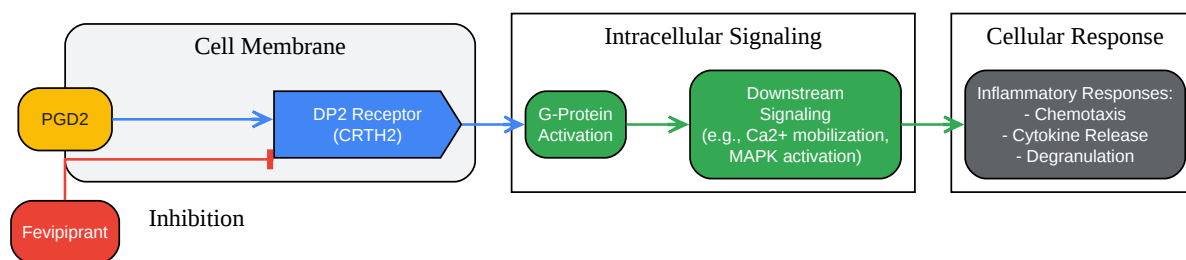 Cell Membrane
PGD2
DP2 Receptor
(CRTH2)
Fevipiprant
Inhibition
Intracellular Signaling
G-Protein
Activation
Downstream
Signaling
(e.g., Ca2+ mobilization,
MAPK activation)
Cellular Response
Inflammatory Responses:
- Chemotaxis
- Cytokine Release
- Degranulation